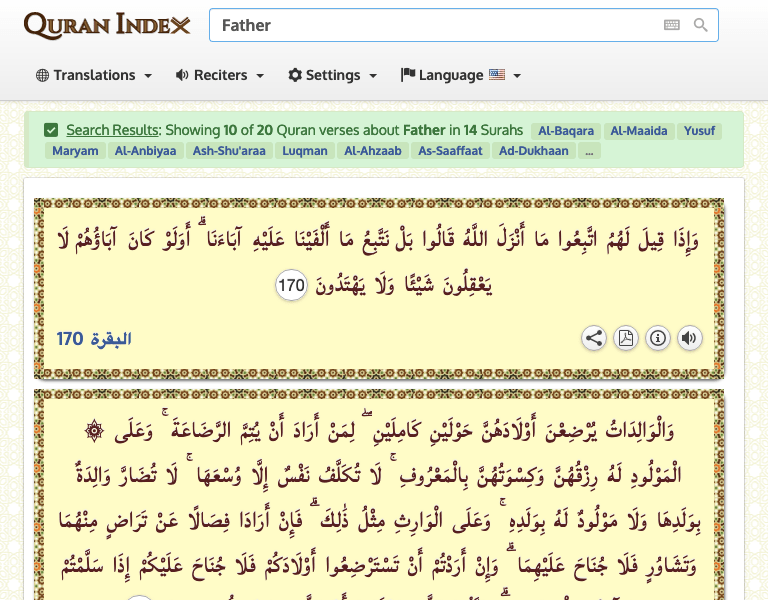 QURAN INDEX
Father
Translations
Reciters
Settings
Language
Search Results: Showing 10 of 20 Quran verses about Father in 14 Surahs Al-Baqara Al-Maaida Yusuf
Maryam Al-Anbiyaa Ash-Shu'araa Luqman Al-Ahzaab As-Saaffaat Ad-Dukhaan ...
وَإِذَا قِيلَ لَهُمُ اتَّبِعُوا مَا أَنْزَلَ اللَّهُ قَالُوا بَلْ نَتَّبِعُ مَا أَلْفَيْنَا عَلَيْهِ آبَاءَنَا ۗ أَوَلَوْ كَانَ آبَاؤُهُمْ لَا
يَعْقِلُونَ شَيْئًا وَلَا يَهْتَدُونَ 170
البقرة 170
وَالْوَالِدَاتُ يُرْضِعْنَ أَوْلَادَهُنَّ حَوْلَيْنِ كَامِلَيْنِ ۖ لِمَنْ أَرَادَ أَنْ يُتِمَّ الرَّضَاعَةَ ۚ وَعَلَى ۞
الْمَوْلُودِ لَهُ رِزْقُهُنَّ وَكِسْوَتُهُنَّ بِالْمَعْرُوفِ ۚ لَا تُكَلَّفُ نَفْسٌ إِلَّا وُسْعَهَا ۚ لَا تُضَارَّ وَالِدَةٌ
بِوَلَدِهَا وَلَا مَوْلُودٌ لَهُ بِوَلَدِهِ ۚ وَعَلَى الْوَارِثِ مِثْلُ ذَٰلِكَ ۗ فَإِنْ أَرَادَا فِصَالًا عَنْ تَرَاضٍ مِنْهُمَا
وَتَشَاوُرٍ فَلَا جُنَاحَ عَلَيْهِمَا ۗ وَإِنْ أَرَدْتُمْ أَنْ تَسْتَرْضِعُوا أَوْلَادَكُمْ فَلَا جُنَاحَ عَلَيْكُمْ إِذَا سَلَّمْتُمْ